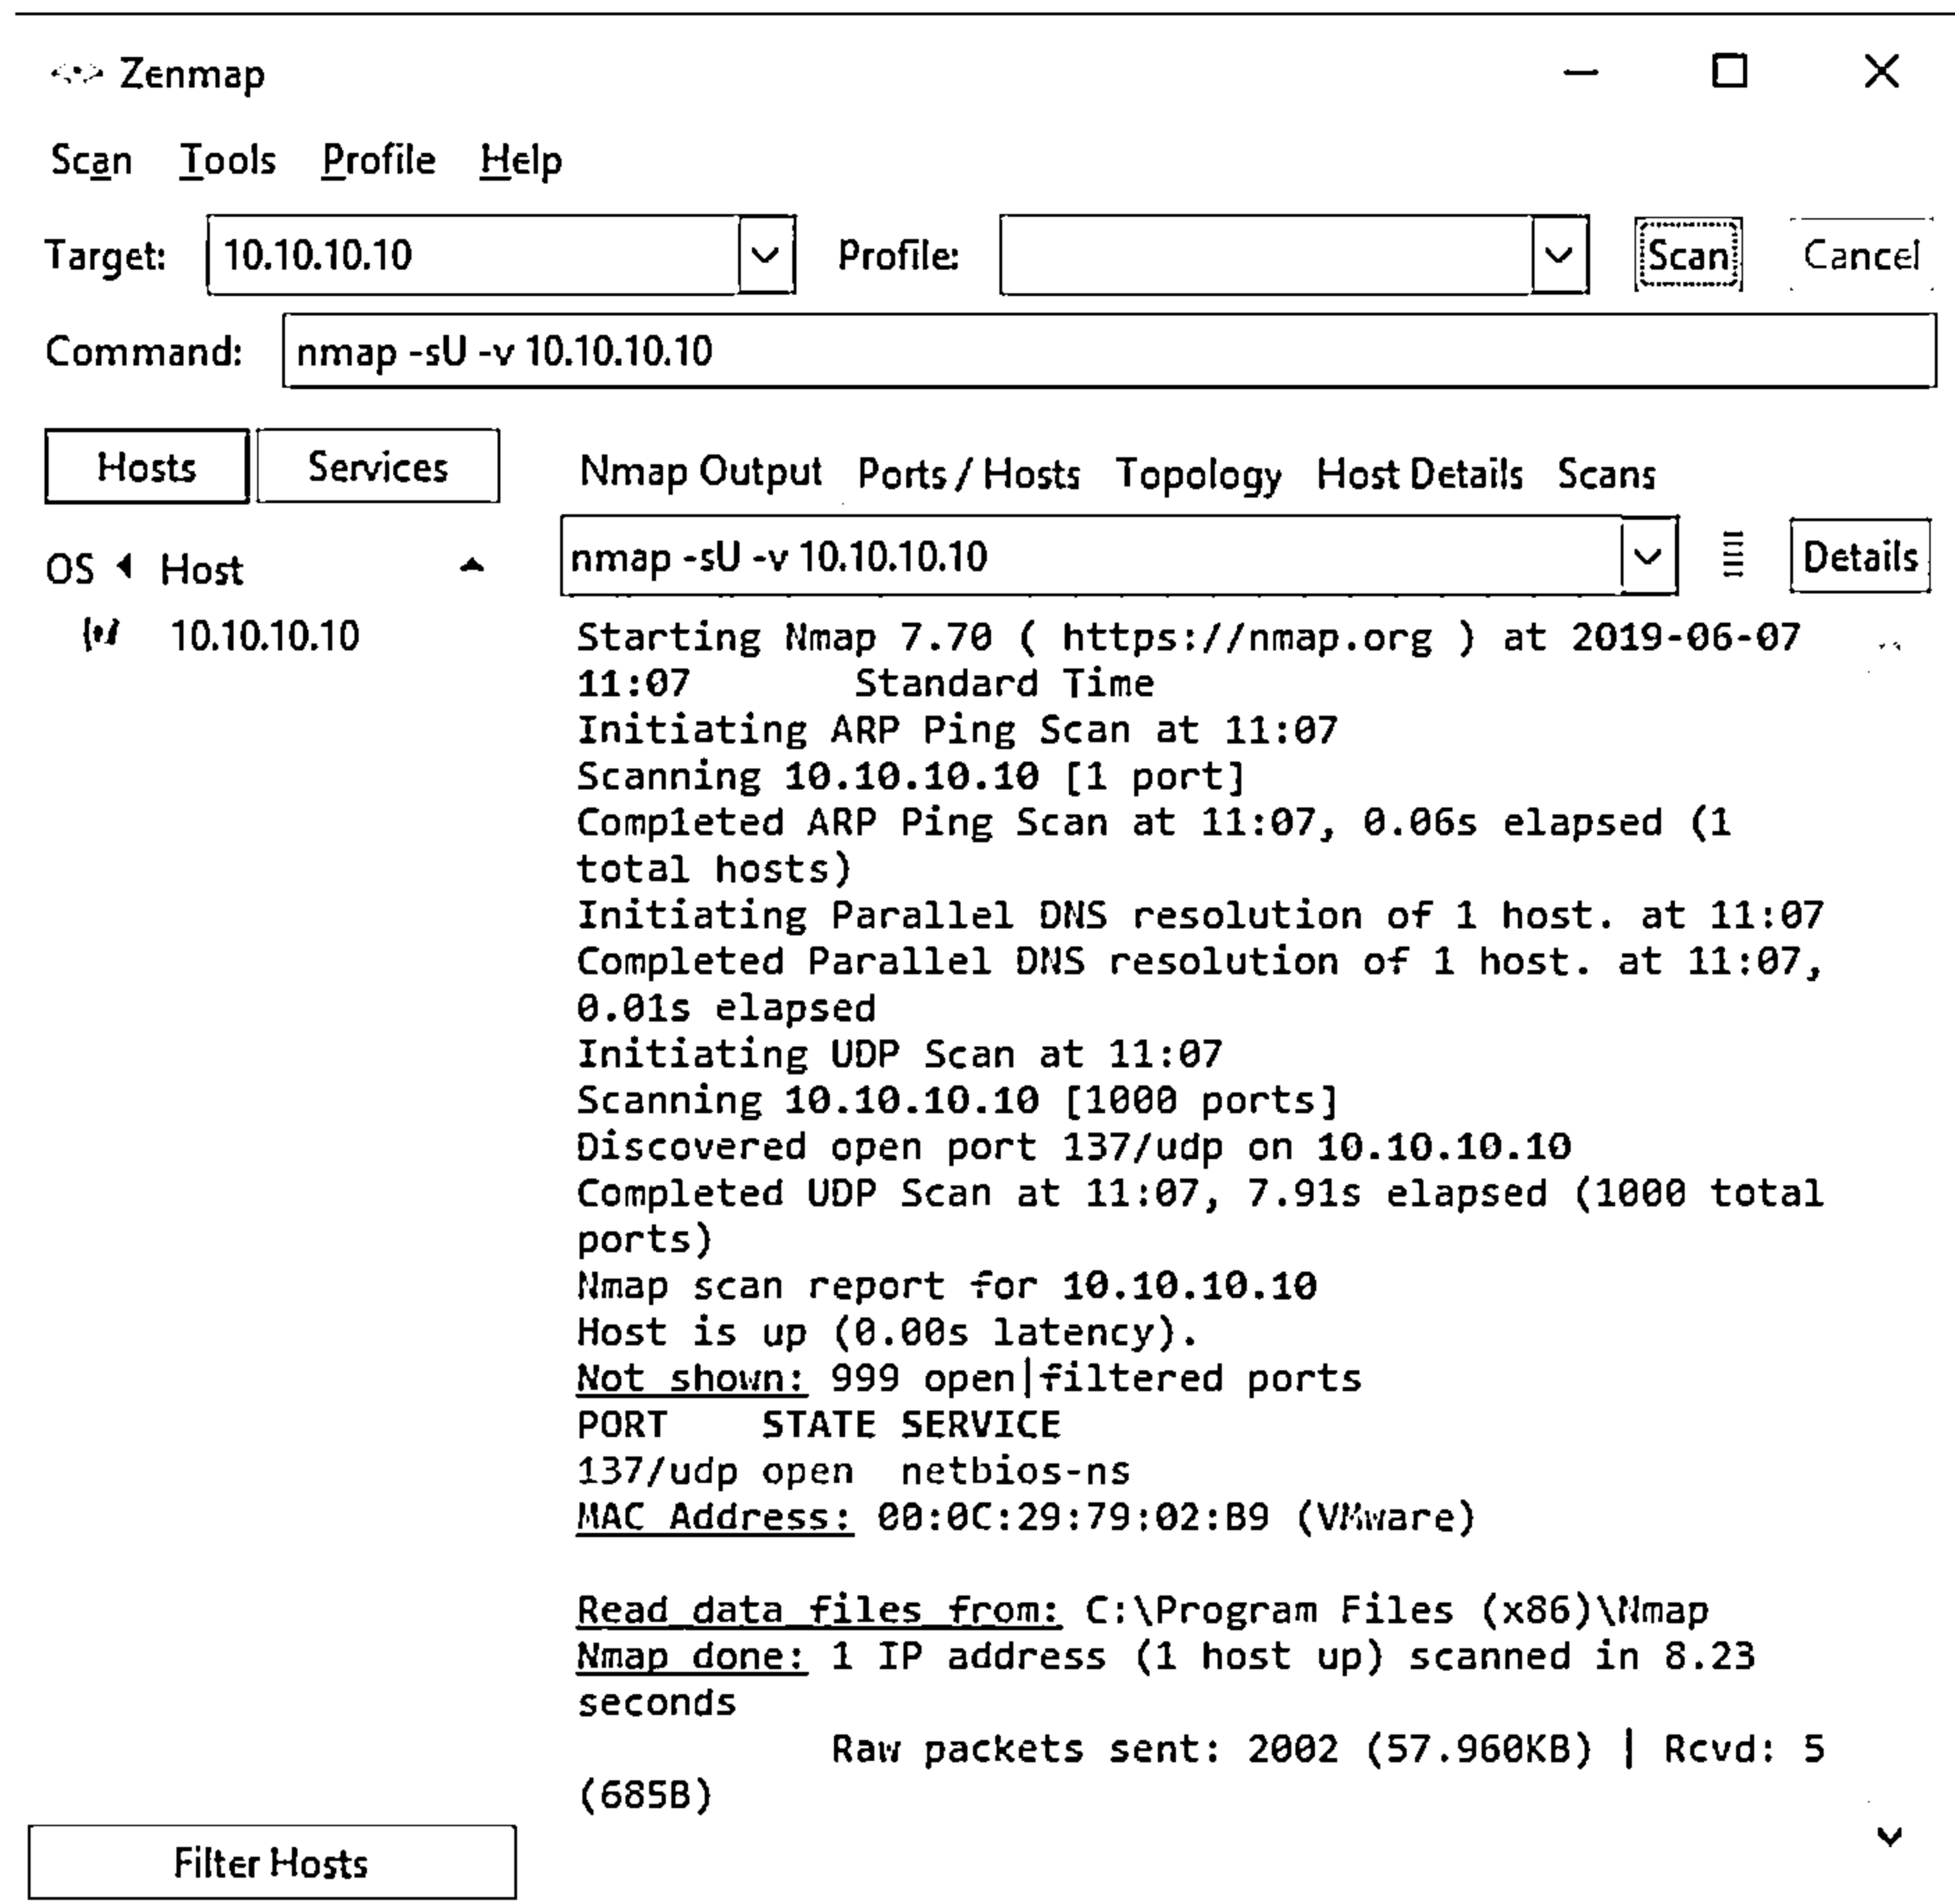 Zenmap
Scan Tools Profile Help
Target: 10.10.10.10 Profile: Scan Cancel
Command: nmap -sU -v 10.10.10.10
Hosts Services Nmap Output Ports / Hosts Topology Host Details Scans
OS Host nmap -sU -v 10.10.10.10 Details
10.10.10.10
Starting Nmap 7.70 ( https://nmap.org ) at 2019-06-07
11:07 Standard Time
Initiating ARP Ping Scan at 11:07
Scanning 10.10.10.10 [1 port]
Completed ARP Ping Scan at 11:07, 0.06s elapsed (1
total hosts)
Initiating Parallel DNS resolution of 1 host. at 11:07
Completed Parallel DNS resolution of 1 host. at 11:07,
0.01s elapsed
Initiating UDP Scan at 11:07
Scanning 10.10.10.10 [1000 ports]
Discovered open port 137/udp on 10.10.10.10
Completed UDP Scan at 11:07, 7.91s elapsed (1000 total
ports)
Nmap scan report for 10.10.10.10
Host is up (0.00s latency).
Not shown: 999 open|filtered ports
PORT STATE SERVICE
137/udp open netbios-ns
MAC Address: 00:0C:29:79:02:B9 (VMware)
Read data files from: C:\Program Files (x86)\Nmap
Nmap done: 1 IP address (1 host up) scanned in 8.23
seconds
Raw packets sent: 2002 (57.960KB) | Rcvd: 5
(685B)
Filter Hosts